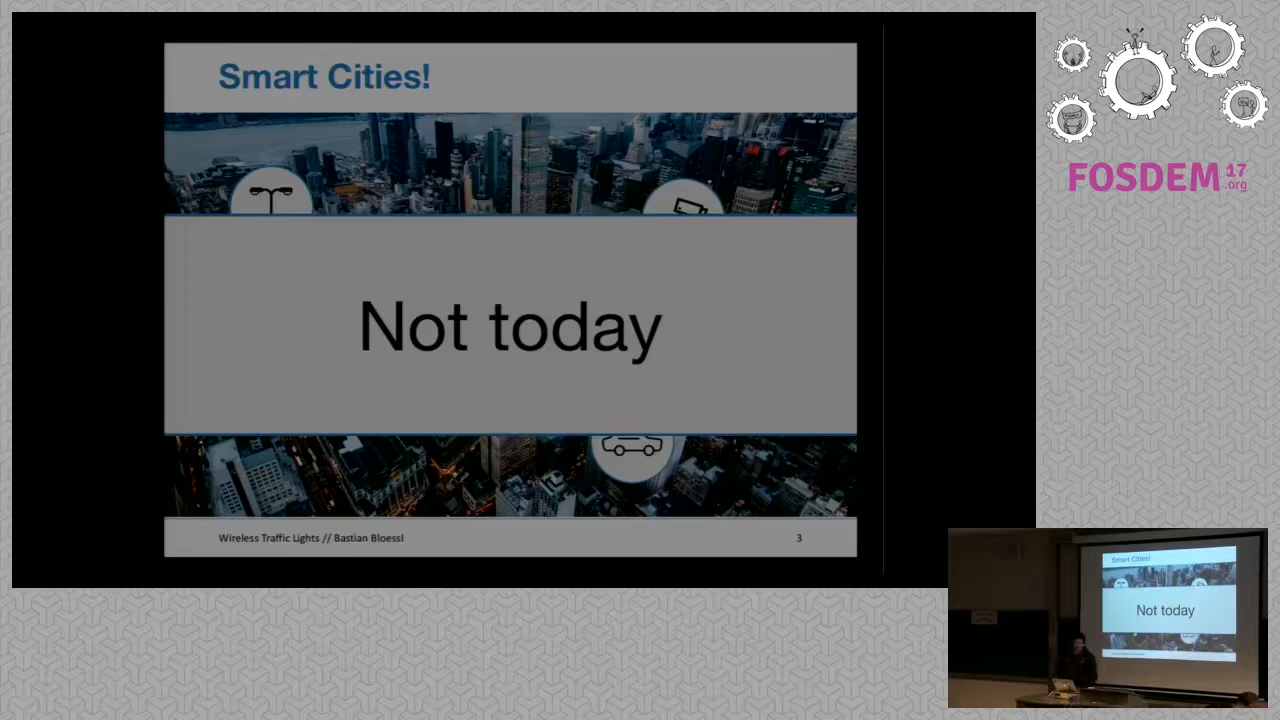 Smart Cities!
Not today
Wireless Traffic Lights // Bastian Bloessl
3
FOSDEM 17
.org
Smart Cities!
Not today